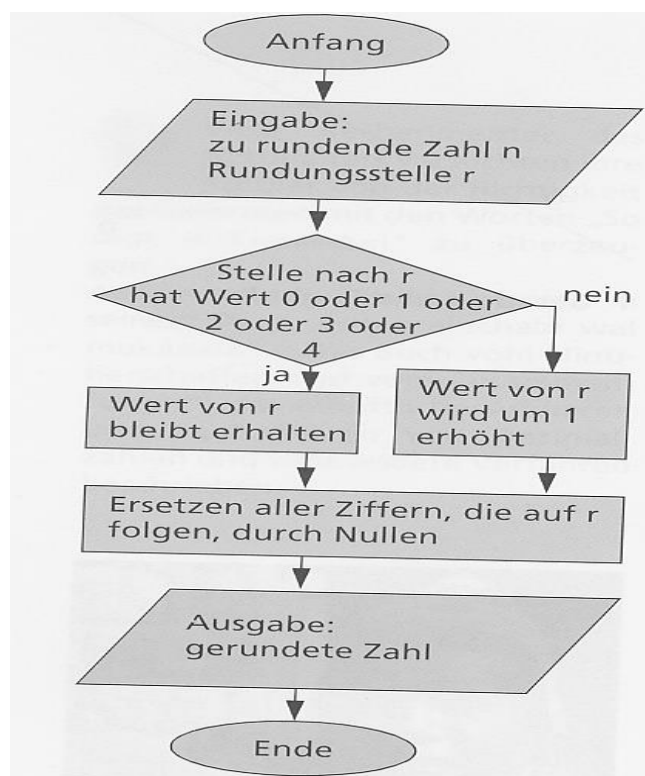 Anfang
Eingabe:
zu rundende Zahl n
Rundungsstelle r
Stelle nach r
hat Wert 0 oder 1 oder
2 oder 3 oder
4
nein
ja
Wert von r
bleibt erhalten
Wert von r
wird um 1
erhöht
Ersetzen aller Ziffern, die auf r
folgen, durch Nullen
Ausgabe:
gerundete Zahl
Ende